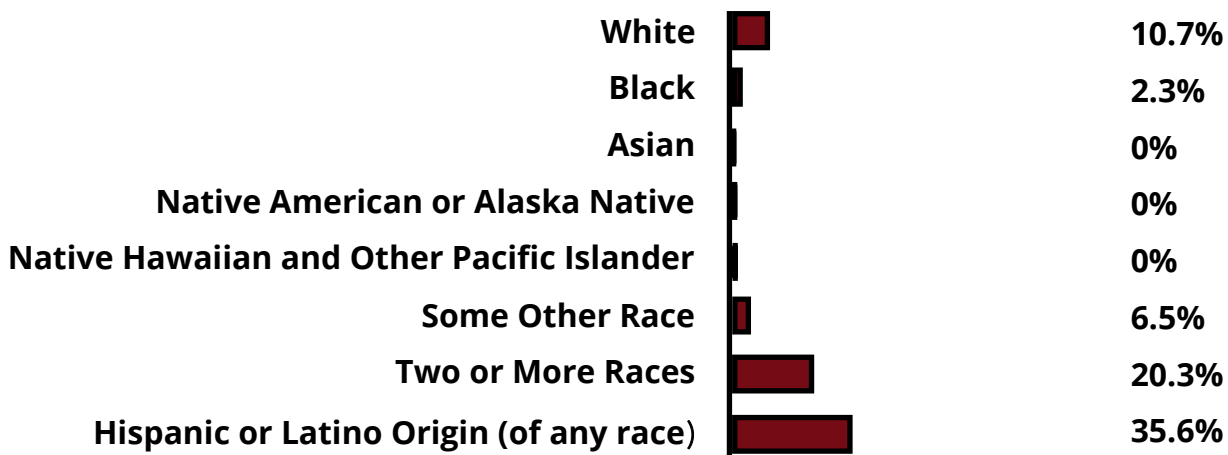 White 10.7%
Black 2.3%
Asian 0%
Native American or Alaska Native 0%
Native Hawaiian and Other Pacific Islander 0%
Some Other Race 6.5%
Two or More Races 20.3%
Hispanic or Latino Origin (of any race) 35.6%